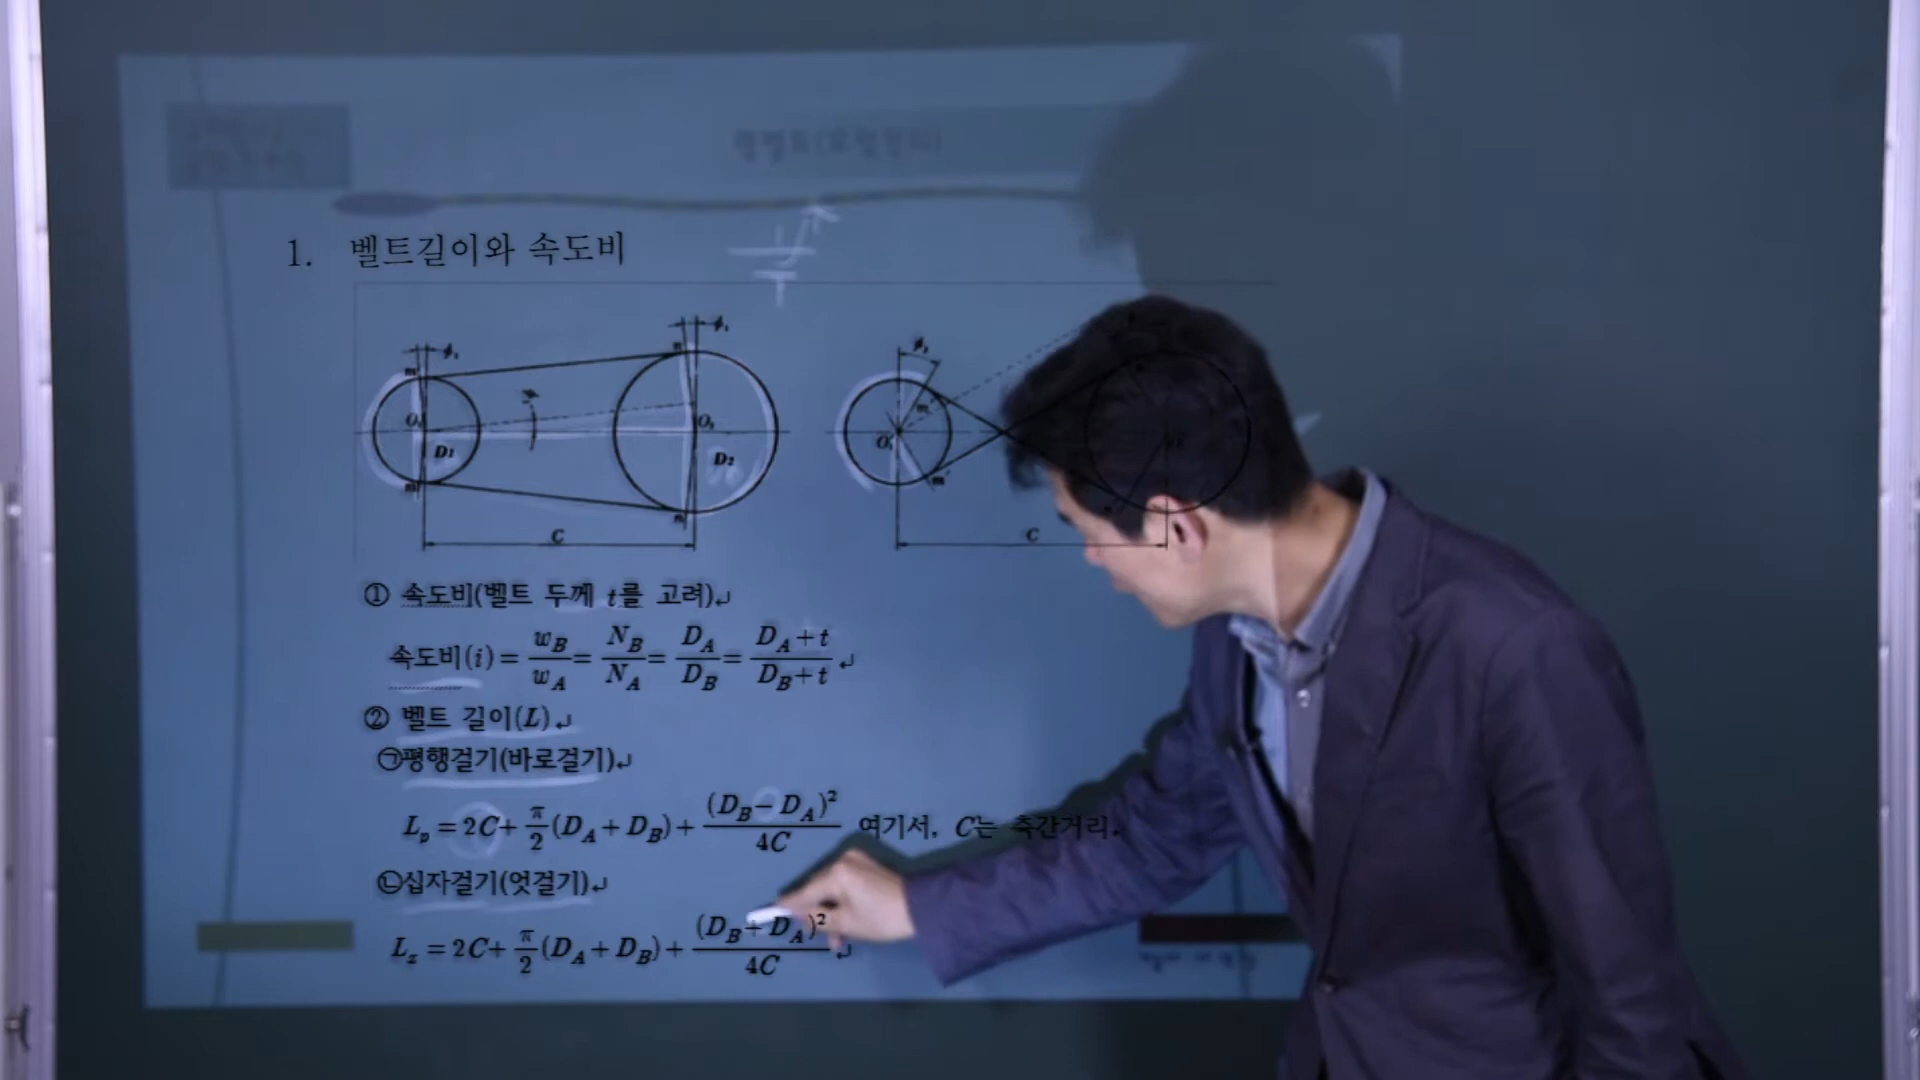 1. 벨트길이와 속도비
D₁
D₂
C
C
① 속도비(벨트 두께 t를 고려)↵
속도비(i) = w_B/w_A = N_B/N_A = D_A/D_B = (D_A+t)/(D_B+t) ↵
② 벨트 길이(L)↵
㉠평행걸기(바로걸기)↵
L_p = 2C + π/2 (D_A + D_B) + (D_B − D_A)²/4C 여기서, C는 축간거리.
㉡십자걸기(엇걸기)↵
L_z = 2C + π/2 (D_A + D_B) + (D_B + D_A)²/4C ↵